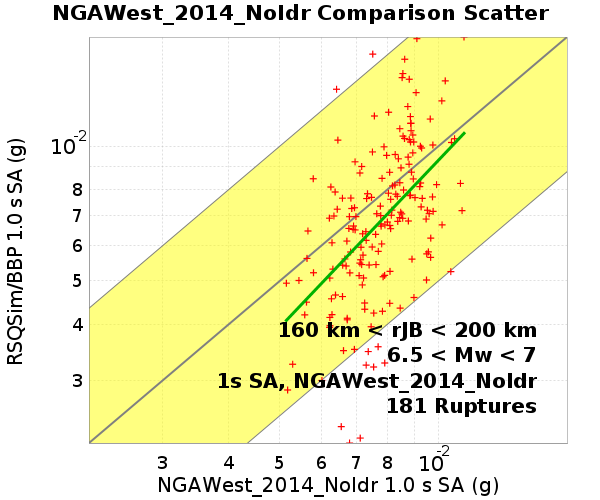 NGAWest_2014_NoIdr Comparison Scatter
RSQSim/BBP 1.0 s SA (g)
10-2
8
7
6
5
4
3
160 km < rJB < 200 km
6.5 < Mw < 7
1s SA, NGAWest_2014_NoIdr
181 Ruptures
3 4 5 6 7 8 10-2
NGAWest_2014_NoIdr 1.0 s SA (g)